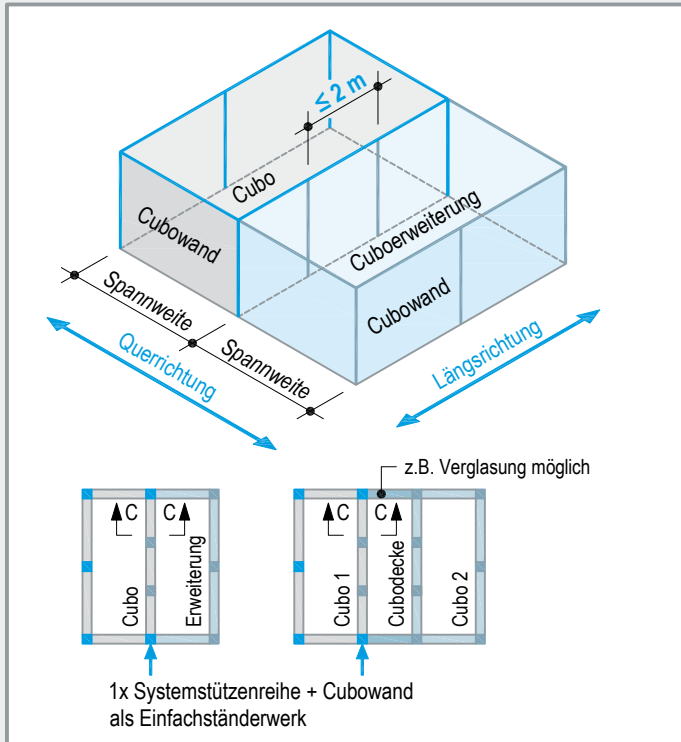 ≤ 2 m
Cubo
Cubowand
Cuboerweiterung
Cubowand
Spannweite
Spannweite
Querrichtung
Längsrichtung
z.B. Verglasung möglich
C C
C C
Cubo
Erweiterung
Cubo 1
Cubodecke
Cubo 2
1x Systemstützenreihe + Cubowand
als Einfachständerwerk